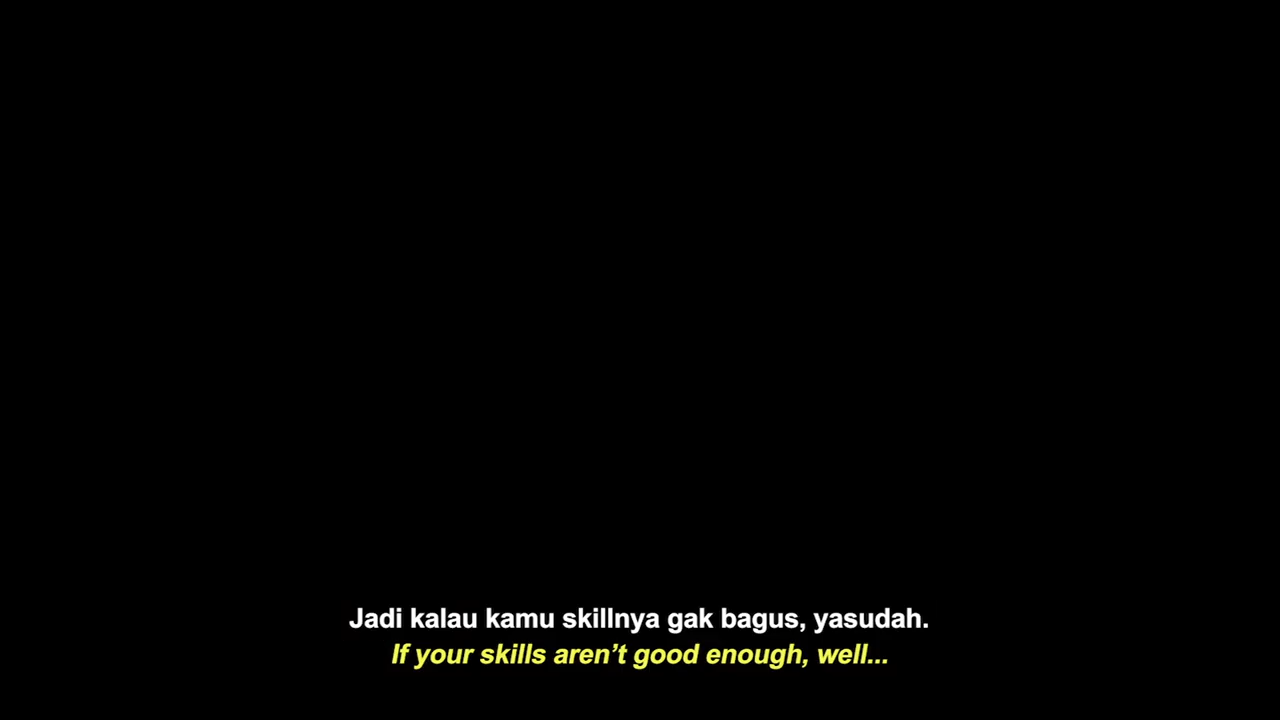 Jadi kalau kamu skillnya gak bagus, yasudah.
If your skills aren’t good enough, well...